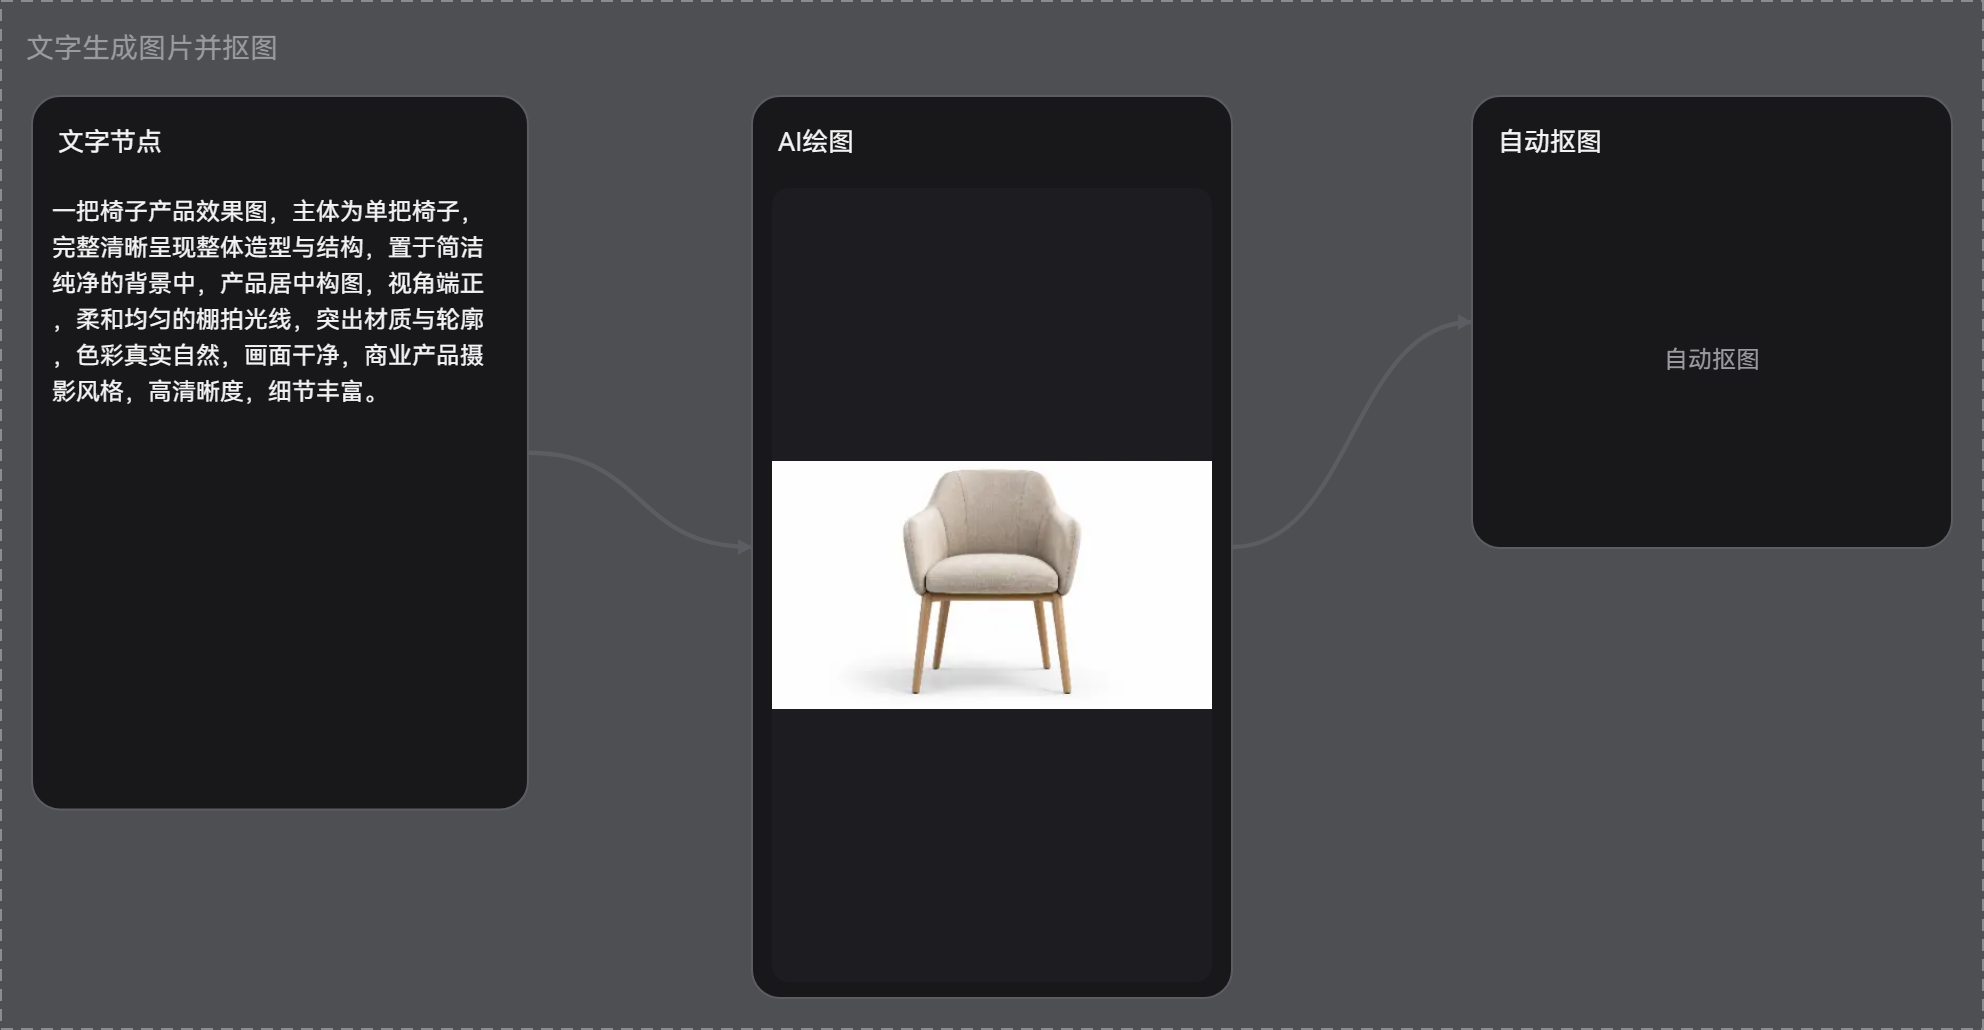 文字生成图片并抠图
文字节点
一把椅子产品效果图，主体为单把椅子，
完整清晰呈现整体造型与结构，置于简洁
纯净的背景中，产品居中构图，视角端正
，柔和均匀的棚拍光线，突出材质与轮廓
，色彩真实自然，画面干净，商业产品摄
影风格，高清晰度，细节丰富。
AI绘图
自动抠图
自动抠图